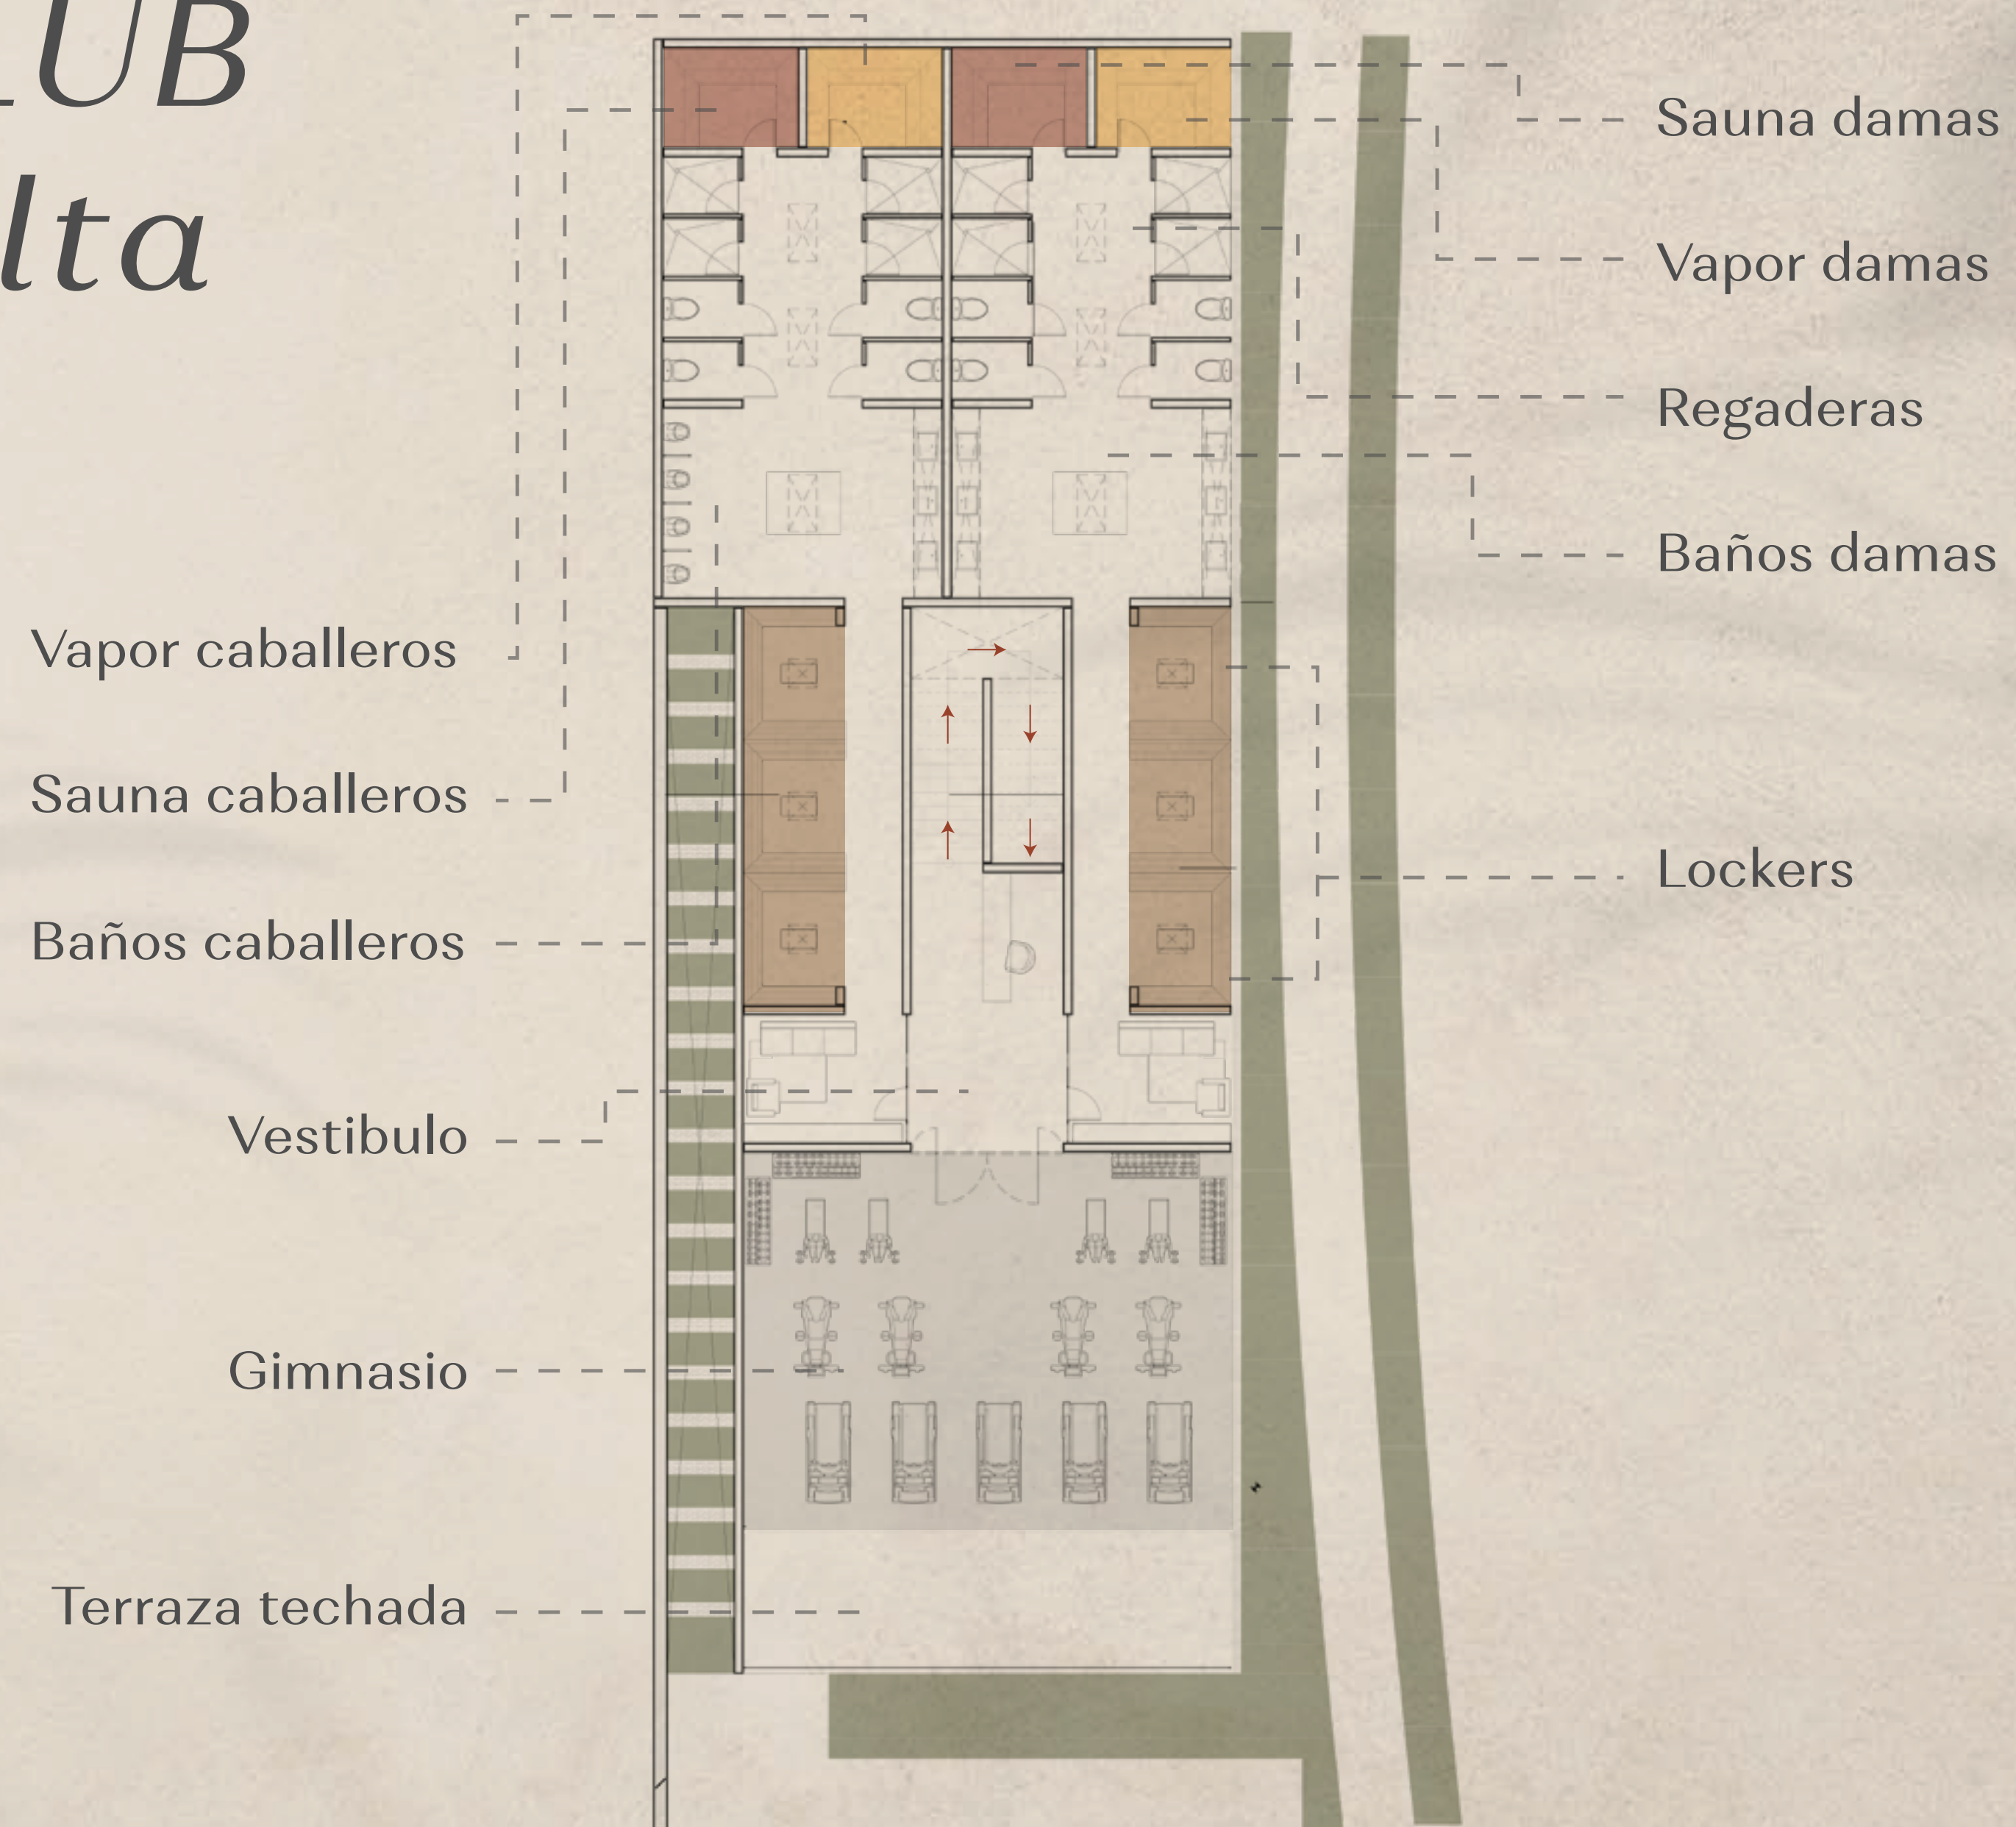 UB
lta
Vapor caballeros
Sauna caballeros
Baños caballeros
Vestibulo
Gimnasio
Terraza techada
Sauna damas
Vapor damas
Regaderas
Baños damas
Lockers